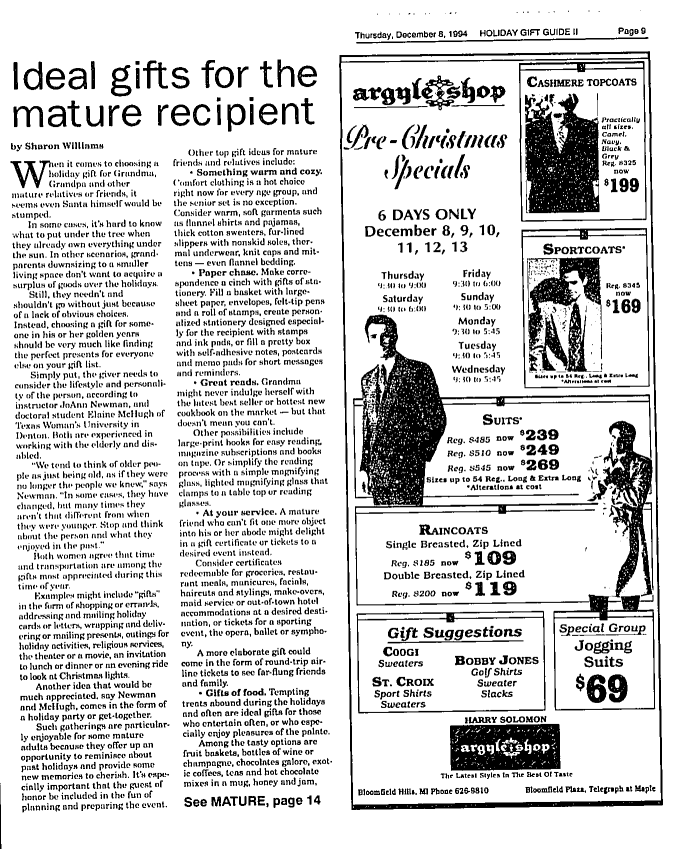 Thursday, December 8, 1994 HOLIDAY GIFT GUIDE II Page 9
Ideal gifts for the
mature recipient
by Sharon Williams
When it comes to choosing a
holiday gift for Grandma,
Grandpa and other
mature relatives or friends, it
seems even Santa himself would be
stumped.
In some cases, it's hard to know
what to put under the tree when
they already own everything under
the sun. In other scenarios, grand-
parents downsizing to a smaller
living space don't want to acquire a
surplus of goods over the holidays.
Still, they needn't and
shouldn't go without just because
of a lack of obvious choices.
Instead, choosing a gift for some-
one in his or her golden years
should be very much like finding
the perfect presents for everyone
else on your gift list.
Simply put, the giver needs to
consider the lifestyle and personali-
ty of the person, according to
instructor JoAnn Newman, and
doctoral student Elaine McHugh of
Texas Woman's University in
Denton. Both are experienced in
working with the elderly and dis-
abled.
"We tend to think of older peo-
ple as just being old, as if they were
no longer the people we knew," says
Newman. "In some cases, they have
changed, but many times they
aren't that different from when
they were younger. Stop and think
about the person and what they
enjoyed in the past."
Both women agree that time
and transportation are among the
gifts most appreciated during this
time of year.
Examples might include "gifts"
in the form of shopping or errands,
addressing and mailing holiday
cards or letters, wrapping and deliv-
ering or mailing presents, outings for
holiday activities, religious services,
the theater or a movie, an invitation
to lunch or dinner or an evening ride
to look at Christmas lights.
Another idea that would be
much appreciated, say Newman
and McHugh, comes in the form of
a holiday party or get-together.
Such gatherings are particular-
ly enjoyable for some mature
adults because they offer up an
opportunity to reminisce about
past holidays and provide some
new memories to cherish. It's espe-
cially important that the guest of
honor be included in the fun of
planning and preparing the event.
Other top gift ideas for mature
friends and relatives include:
• Something warm and cozy.
Comfort clothing is a hot choice
right now for every age group, and
the senior set is no exception.
Consider warm, soft garments such
as flannel shirts and pajamas,
thick cotton sweaters, fur-lined
slippers with nonskid soles, ther-
mal underwear, knit caps and mit-
tens — even flannel bedding.
• Paper chase. Make corre-
spondence a cinch with gifts of sta-
tionery. Fill a basket with large-
sheet paper, envelopes, felt-tip pens
and a roll of stamps, create person-
alized stationery designed especial-
ly for the recipient with stamps
and ink pads, or fill a pretty box
with self-adhesive notes, postcards
and memo pads for short messages
and reminders.
• Great reads. Grandma
might never indulge herself with
the latest best seller or hottest new
cookbook on the market — but that
doesn't mean you can't.
Other possibilities include
large-print books for easy reading,
magazine subscriptions and books
on tape. Or simplify the reading
process with a simple magnifying
glass, lighted magnifying glass that
clamps to a table top or reading
glasses.
• At your service. A mature
friend who can't fit one more object
into his or her abode might delight
in a gift certificate or tickets to a
desired event instead.
Consider certificates
redeemable for groceries, restau-
rant meals, manicures, facials,
haircuts and stylings, make-overs,
maid service or out-of-town hotel
accommodations at a desired desti-
nation, or tickets for a sporting
event, the opera, ballet or sympho-
ny.
A more elaborate gift could
come in the form of round-trip air-
line tickets to see far-flung friends
and family.
• Gifts of food. Tempting
treats abound during the holidays
and often are ideal gifts for those
who entertain often, or who espe-
cially enjoy pleasures of the palate.
Among the tasty options are
fruit baskets, bottles of wine or
champagne, chocolates galore, exot-
ic coffees, teas and hot chocolate
mixes in a mug, honey and jam,
See MATURE, page 14
argyle shop
Pre-Christmas
Specials
6 DAYS ONLY
December 8, 9, 10,
11, 12, 13
Thursday
9:30 to 9:00
Friday
9:30 to 6:00
Saturday
9:30 to 6:00
Sunday
Monday
9:30 to 5:45
Tuesday
9:30 to 5:45
Wednesday
9:30 to 5:45
CASHMERE TOPCOATS
Practically
all sizes.
Camel,
Navy,
Black &
Grey
Reg. $325
now
$199
SPORTCOATS*
Reg. $345
now
$169
Sizes up to 54 Reg., Long & Extra Long
*Alterations at cost
SUITS*
Reg. $485 now $239
Reg. $510 now $249
Reg. $545 now $269
Sizes up to 54 Reg., Long & Extra Long
*Alterations at cost
RAINCOATS
Single Breasted, Zip Lined
Reg. $185 now $109
Double Breasted, Zip Lined
Reg. $200 now $119
Gift Suggestions
COOGI
Sweaters
ST. CROIX
Sport Shirts
Sweaters
BOBBY JONES
Golf Shirts
Sweater
Slacks
Special Group
Jogging
Suits
$69
HARRY SOLOMON
argyle shop
The Latest Styles In The Best Of Taste
Bloomfield Hills, MI Phone 626-9810 Bloomfield Plaza, Telegraph at Maple